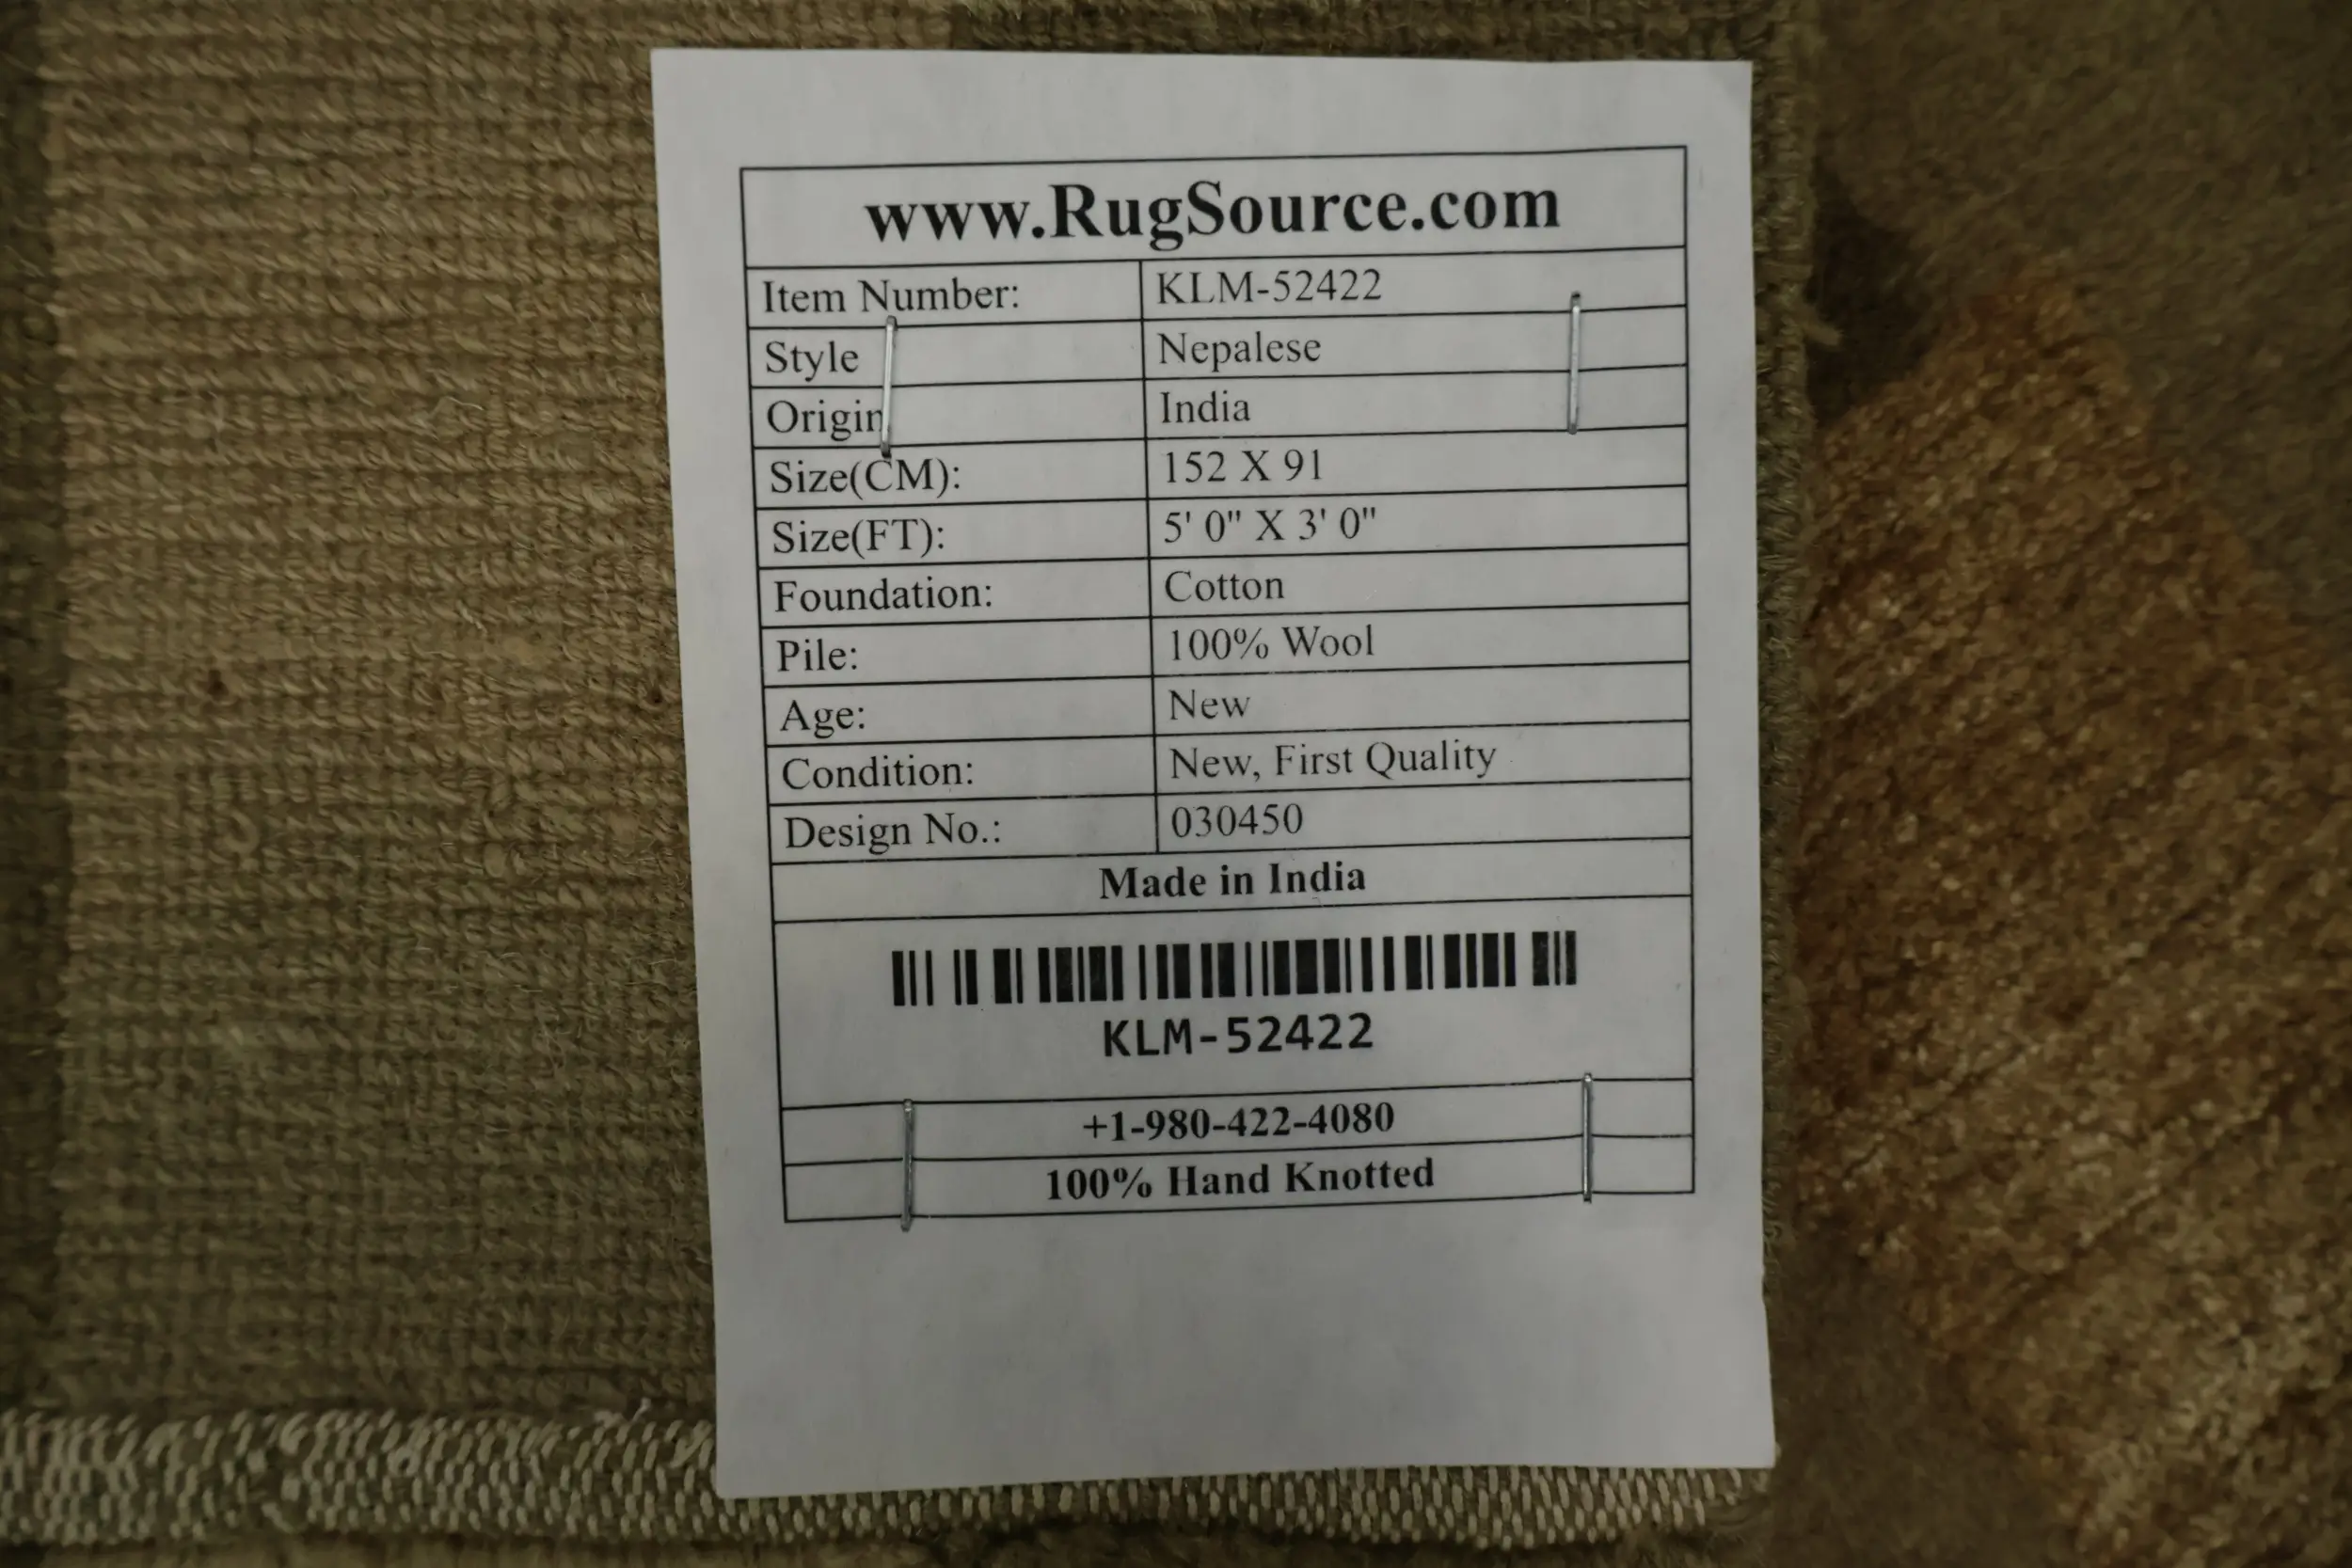 www.RugSource.com
Item Number: KLM-52422
Style Nepalese
Origin India
Size(CM): 152 X 91
Size(FT): 5' 0" X 3' 0"
Foundation: Cotton
Pile: 100% Wool
Age: New
Condition: New, First Quality
Design No.: 030450
Made in India
KLM-52422
+1-980-422-4080
100% Hand Knotted